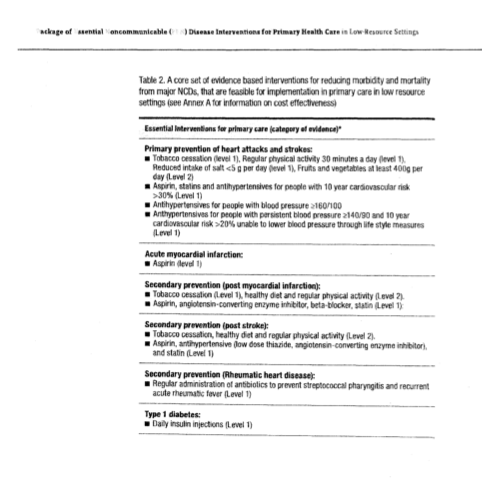 ackage of ssential oncommunicable ( ) Disease Interventions for Primary Health Care in Low-Resource Settings
Table 2. A core set of evidence based interventions for reducing morbidity and mortality
from major NCDs, that are feasible for implementation in primary care in low resource
settings (see Annex A for information on cost effectiveness)
Essential Interventions for primary care (category of evidence)*
Primary prevention of heart attacks and strokes:
■ Tobacco cessation (level 1), Regular physical activity 30 minutes a day (level 1),
Reduced intake of salt <5 g per day (level 1), Fruits and vegetables at least 400g per
day (Level 2)
■ Aspirin, statins and antihypertensives for people with 10 year cardiovascular risk
>30% (Level 1)
■ Antihypertensives for people with blood pressure ≥160/100
■ Antihypertensives for people with persistent blood pressure ≥140/90 and 10 year
cardiovascular risk >20% unable to lower blood pressure through life style measures
(Level 1)
Acute myocardial infarction:
■ Aspirin (level 1)
Secondary prevention (post myocardial infarction):
■ Tobacco cessation (Level 1), healthy diet and regular physical activity (Level 2).
■ Aspirin, angiotensin-converting enzyme inhibitor, beta-blocker, statin (Level 1)
Secondary prevention (post stroke):
■ Tobacco cessation, healthy diet and regular physical activity (Level 2).
■ Aspirin, antihypertensive (low dose thiazide, angiotensin-converting enzyme inhibitor),
and statin (Level 1)
Secondary prevention (Rheumatic heart disease):
■ Regular administration of antibiotics to prevent streptococcal pharyngitis and recurrent
acute rheumatic fever (Level 1)
Type 1 diabetes:
■ Daily insulin injections (Level 1)